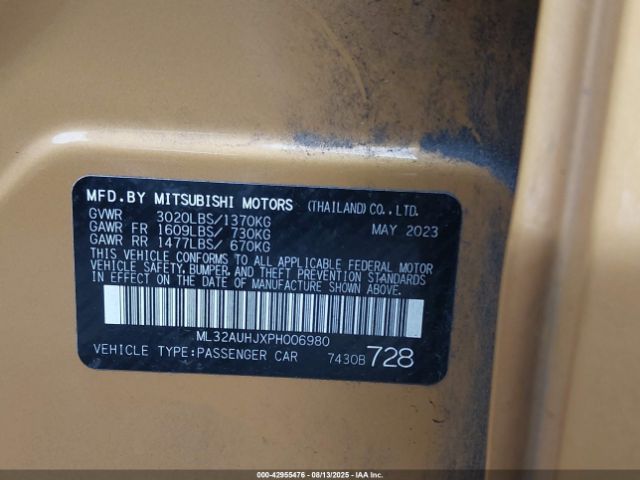 MFD.BY MITSUBISHI MOTORS (THAILAND) CO., LTD.
GVWR 3020LBS/1370KG MAY 2023
GAWR FR 1609LBS/ 730KG
GAWR RR 1477LBS/ 670KG
THIS VEHICLE CONFORMS TO ALL APPLICABLE FEDERAL MOTOR
VEHICLE SAFETY, BUMPER, AND THEFT PREVENTION STANDARDS
IN EFFECT ON THE DATE OF MANUFACTURE SHOWN ABOVE.
ML32AUHJXPH006980
VEHICLE TYPE:PASSENGER CAR 7430B 728
000-42955476 - 08/13/2025 - IAA Inc.